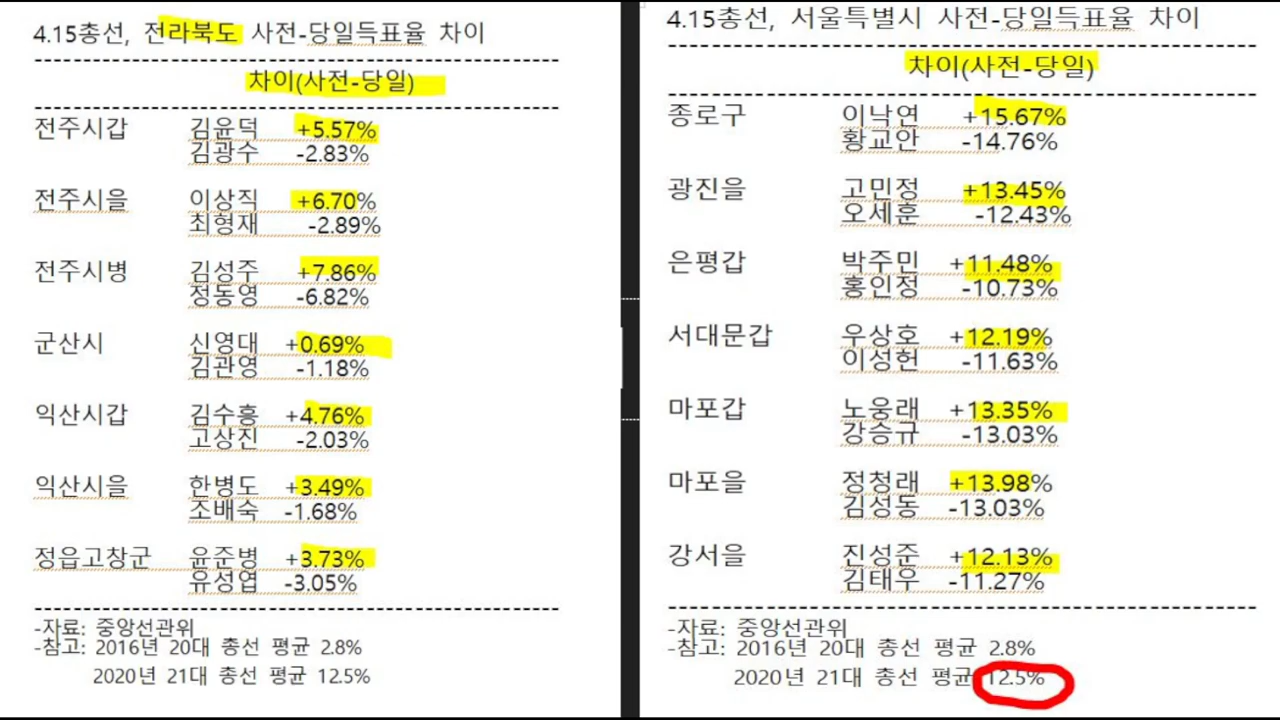 4.15총선, 전라북도 사전-당일득표율 차이
차이(사전-당일)
전주시갑 김윤덕 +5.57%
김광수 -2.83%
전주시을 이상직 +6.70%
최형재 -2.89%
전주시병 김성주 +7.86%
정동영 -6.82%
군산시 신영대 +0.69%
김관영 -1.18%
익산시갑 김수흥 +4.76%
고상진 -2.03%
익산시을 한병도 +3.49%
조배숙 -1.68%
정읍고창군 윤준병 +3.73%
유성엽 -3.05%
-자료: 중앙선관위
-참고: 2016년 20대 총선 평균 2.8%
2020년 21대 총선 평균 12.5%
4.15총선, 서울특별시 사전-당일득표율 차이
차이(사전-당일)
종로구 이낙연 +15.67%
황교안 -14.76%
광진을 고민정 +13.45%
오세훈 -12.43%
은평갑 박주민 +11.48%
홍인정 -10.73%
서대문갑 우상호 +12.19%
이성헌 -11.63%
마포갑 노웅래 +13.35%
강승규 -13.03%
마포을 정청래 +13.98%
김성동 -13.03%
강서을 진성준 +12.13%
김태우 -11.27%
-자료: 중앙선관위
-참고: 2016년 20대 총선 평균 2.8%
2020년 21대 총선 평균 12.5%